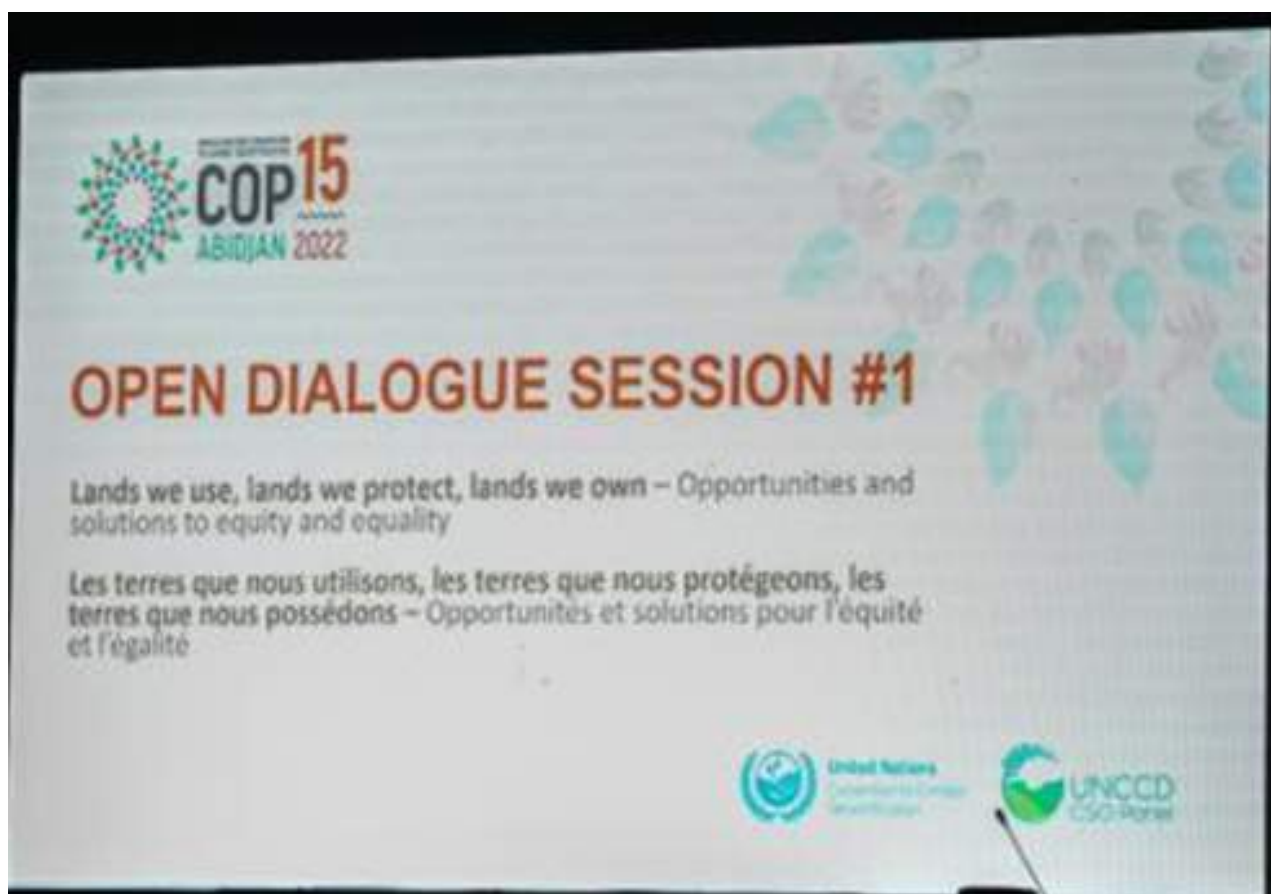 COP15
ABIDJAN 2022
OPEN DIALOGUE SESSION #1
Lands we use, lands we protect, lands we own – Opportunities and
solutions to equity and equality
Les terres que nous utilisons, les terres que nous protégeons, les
terres que nous possédons – Opportunités et solutions pour l'équité
et l'égalité
United Nations
UNCCD
CSO Panel